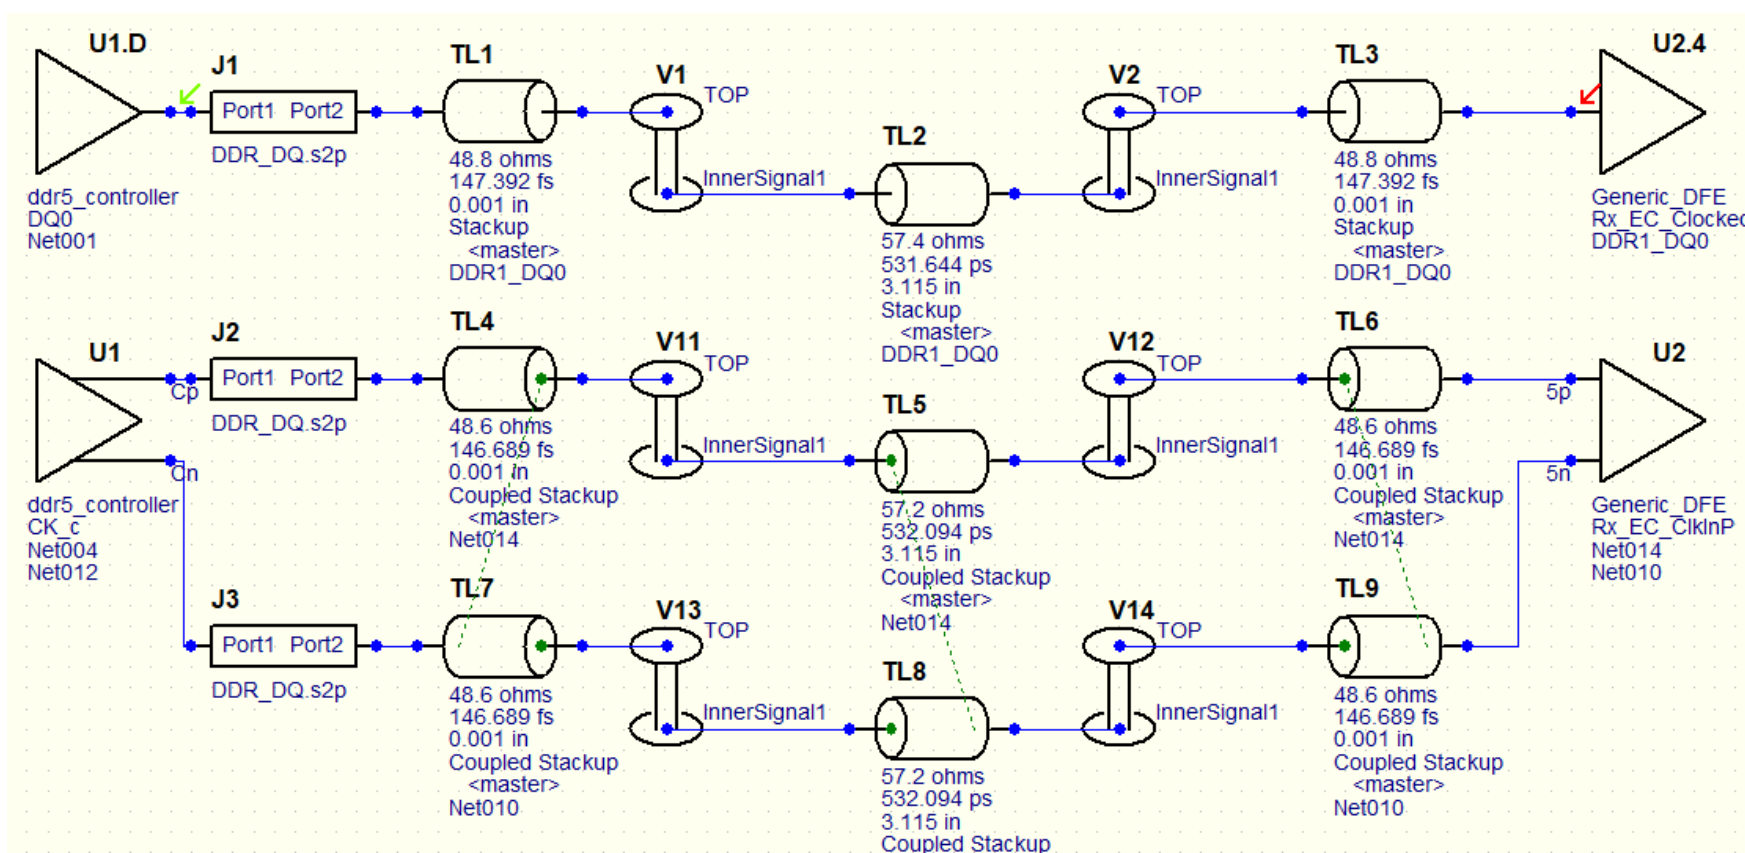 U1.D
J1
Port1 Port2
DDR_DQ.s2p
ddr5_controller
DQ0
Net001
TL1
48.8 ohms
147.392 fs
0.001 in
Stackup
<master>
DDR1_DQ0
V1
TOP
InnerSignal1
TL2
57.4 ohms
531.644 ps
3.115 in
Stackup
<master>
DDR1_DQ0
V2
TOP
InnerSignal1
TL3
48.8 ohms
147.392 fs
0.001 in
Stackup
<master>
DDR1_DQ0
U2.4
Generic_DFE
Rx_EC_Clocked
DDR1_DQ0
U1
Cp
Cn
ddr5_controller
CK_c
Net004
Net012
J2
Port1 Port2
DDR_DQ.s2p
TL4
48.6 ohms
146.689 fs
0.001 in
Coupled Stackup
<master>
Net014
V11
TOP
InnerSignal1
TL5
57.2 ohms
532.094 ps
3.115 in
Coupled Stackup
<master>
Net014
V12
TOP
InnerSignal1
TL6
48.6 ohms
146.689 fs
0.001 in
Coupled Stackup
<master>
Net014
U2
5p
5n
Generic_DFE
Rx_EC_ClkInP
Net014
Net010
J3
Port1 Port2
DDR_DQ.s2p
TL7
48.6 ohms
146.689 fs
0.001 in
Coupled Stackup
<master>
Net010
V13
TOP
InnerSignal1
TL8
57.2 ohms
532.094 ps
3.115 in
Coupled Stackup
V14
TOP
InnerSignal1
TL9
48.6 ohms
146.689 fs
0.001 in
Coupled Stackup
<master>
Net010